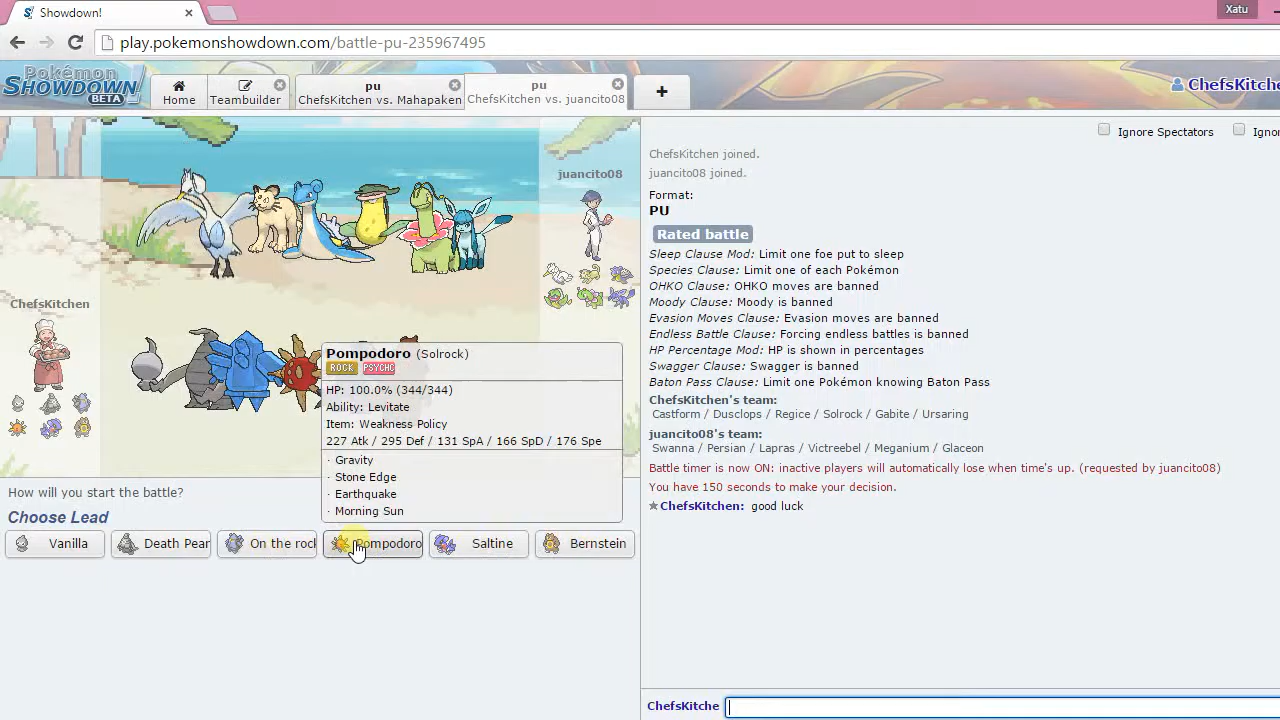 Showdown!
Xatu
play.pokemonshowdown.com/battle-pu-235967495
Pokémon
SHOWDOWN
BETA
Home
Teambuilder
pu
ChefsKitchen vs. Mahapaken
pu
ChefsKitchen vs. juancito08
ChefsKitche
Ignore Spectators
Igno
ChefsKitchen joined.
juancito08 joined.
Format:
PU
Rated battle
Sleep Clause Mod: Limit one foe put to sleep
Species Clause: Limit one of each Pokémon
OHKO Clause: OHKO moves are banned
Moody Clause: Moody is banned
Evasion Moves Clause: Evasion moves are banned
Endless Battle Clause: Forcing endless battles is banned
HP Percentage Mod: HP is shown in percentages
Swagger Clause: Swagger is banned
Baton Pass Clause: Limit one Pokémon knowing Baton Pass
ChefsKitchen's team:
Castform / Dusclops / Regice / Solrock / Gabite / Ursaring
juancito08's team:
Swanna / Persian / Lapras / Victreebel / Meganium / Glaceon
Battle timer is now ON: inactive players will automatically lose when time's up. (requested by juancito08)
You have 150 seconds to make your decision.
★ChefsKitchen: good luck
ChefsKitche
juancito08
ChefsKitchen
Pompodoro (Solrock)
ROCK PSYCHC
HP: 100.0% (344/344)
Ability: Levitate
Item: Weakness Policy
227 Atk / 295 Def / 131 SpA / 166 SpD / 176 Spe
· Gravity
· Stone Edge
· Earthquake
· Morning Sun
How will you start the battle?
Choose Lead
Vanilla
Death Pear
On the rock
Pompodoro
Saltine
Bernstein